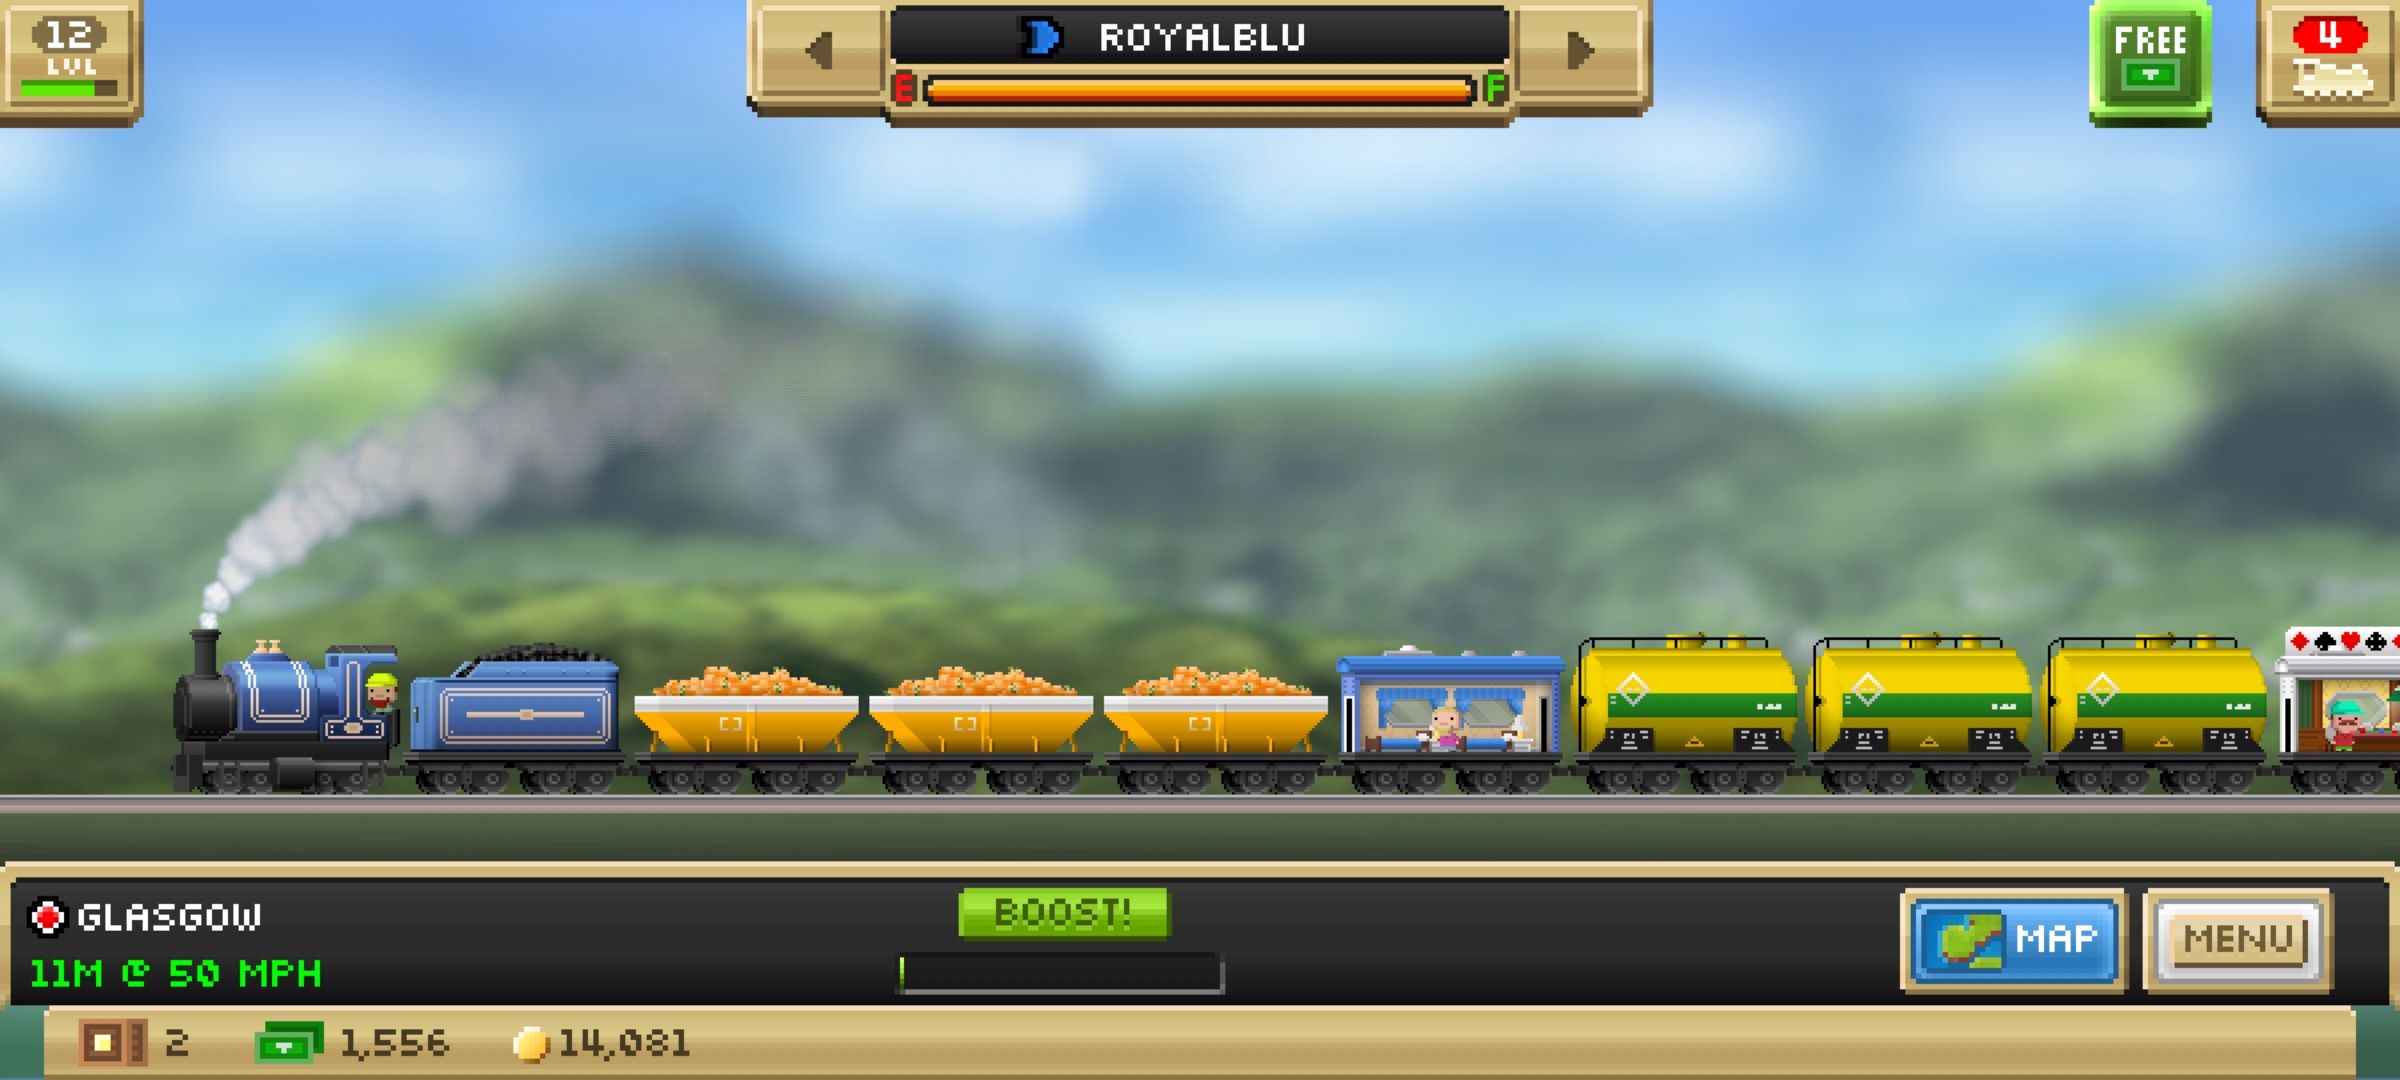 12
LVL
ROYALBLU
E F
FREE
4
GLASGOW
11M @ 50 MPH
BOOST!
MAP
MENU
2 1,556 14,081